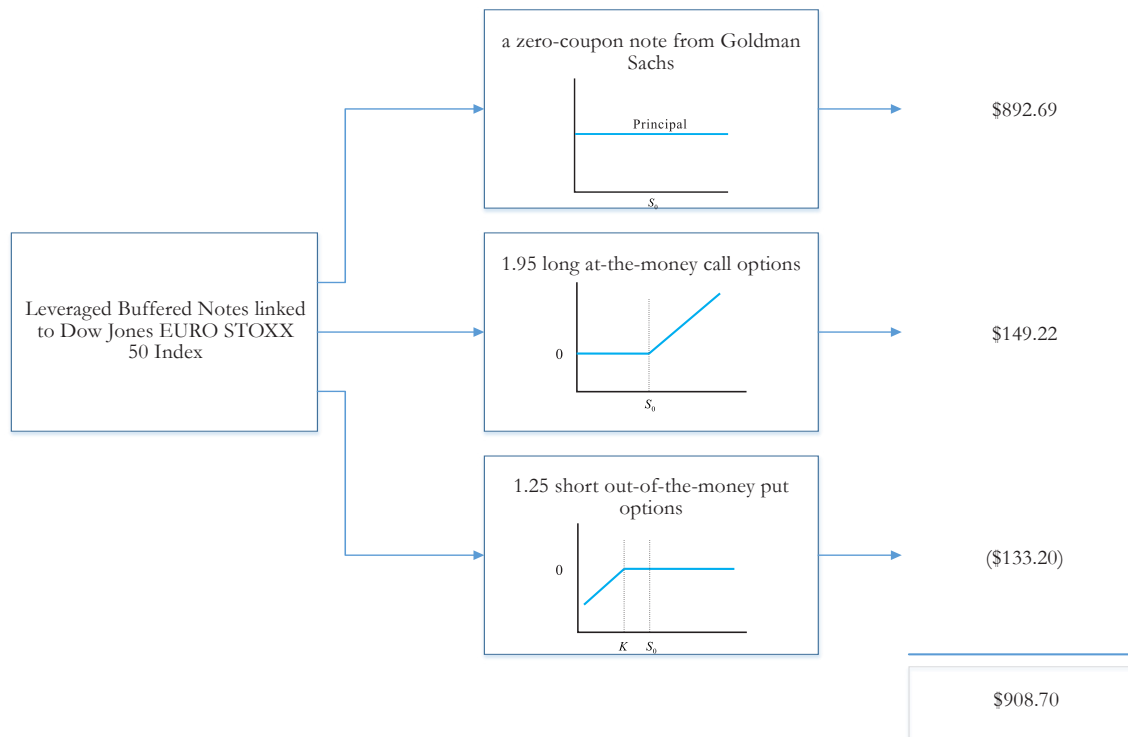 a zero-coupon note from Goldman
Sachs
Principal
S₀
$892.69
Leveraged Buffered Notes linked
to Dow Jones EURO STOXX
50 Index
1.95 long at-the-money call options
0
S₀
$149.22
1.25 short out-of-the-money put
options
0
K S₀
($133.20)
$908.70